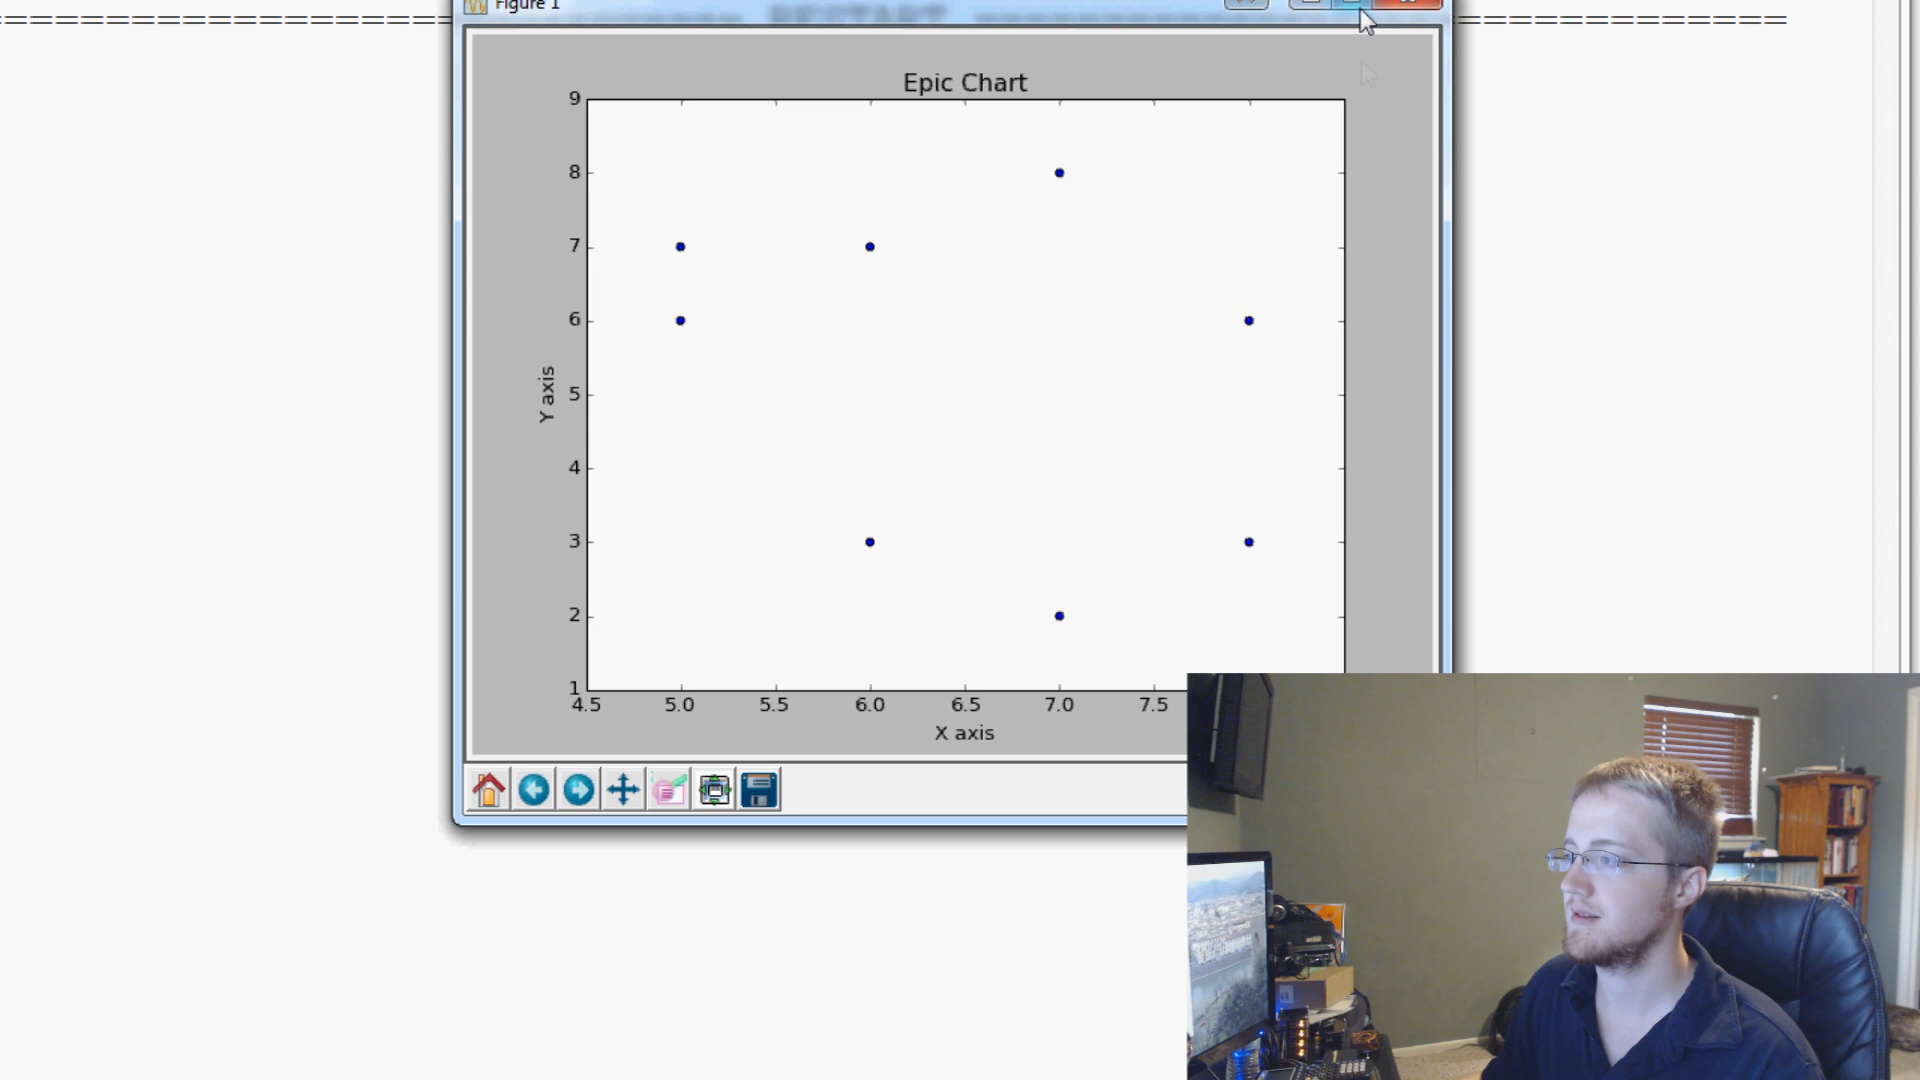 Figure 1
================================ RESTART ================================
Epic Chart
9
8
7
6
5
4
3
2
1
Y axis
4.5 5.0 5.5 6.0 6.5 7.0 7.5
X axis